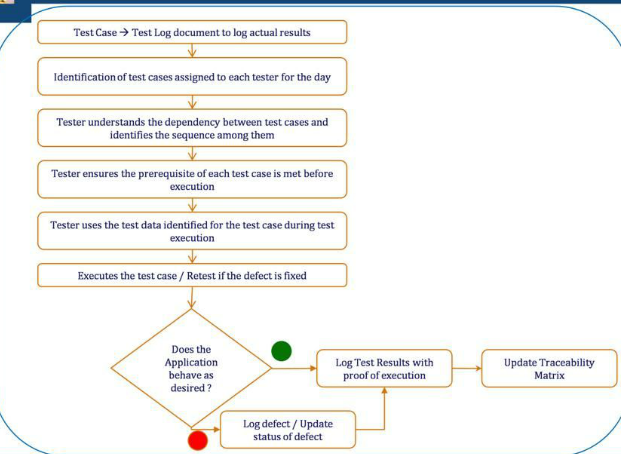 Test Case → Test Log document to log actual results
Identification of test cases assigned to each tester for the day
Tester understands the dependency between test cases and
identifies the sequence among them
Tester ensures the prerequisite of each test case is met before
execution
Tester uses the test data identified for the test case during test
execution
Executes the test case / Retest if the defect is fixed
Does the
Application
behave as
desired ?
Log Test Results with
proof of execution
Update Traceability
Matrix
Log defect / Update
status of defect